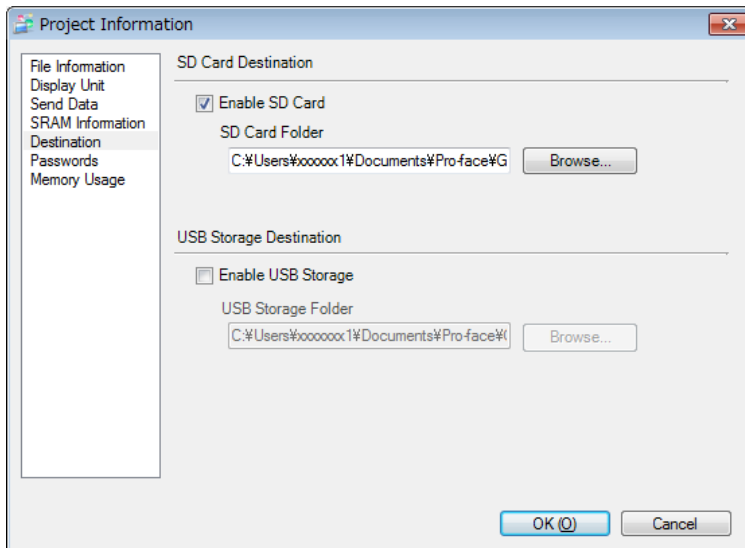 Project Information
File Information
Display Unit
Send Data
SRAM Information
Destination
Passwords
Memory Usage
SD Card Destination
Enable SD Card
SD Card Folder
C:¥Users¥xxxxxx1¥Documents¥Pro-face¥G
Browse...
USB Storage Destination
Enable USB Storage
USB Storage Folder
C:¥Users¥xxxxxx1¥Documents¥Pro-face¥(
Browse...
OK (O)
Cancel